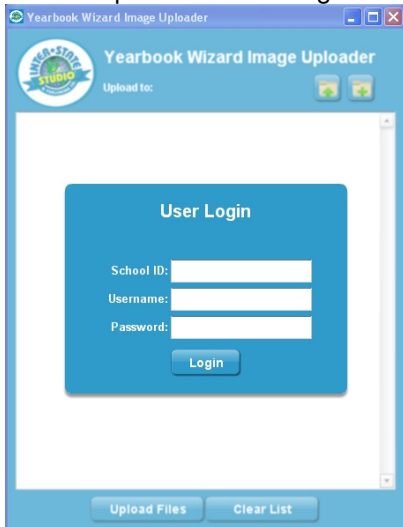 Yearbook Wizard Image Uploader
INTER-STATE
STUDIO
Yearbook Wizard Image Uploader
Upload to:
User Login
School ID:
Username:
Password:
Login
Upload Files
Clear List